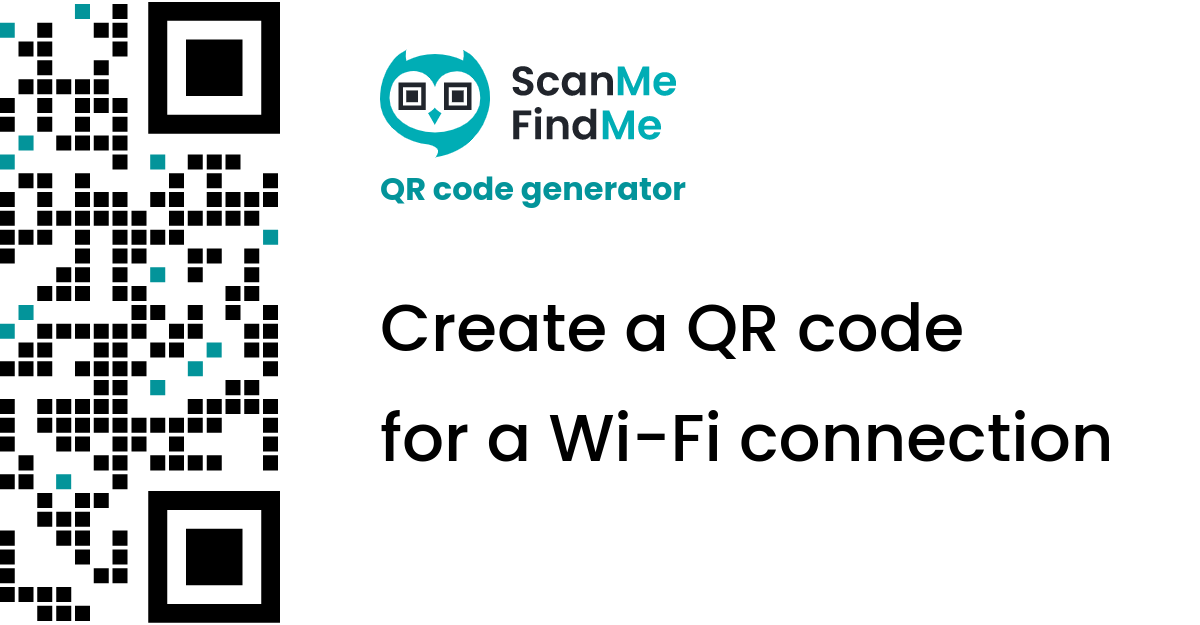 ScanMe
FindMe
QR code generator
Create a QR code
for a Wi-Fi connection